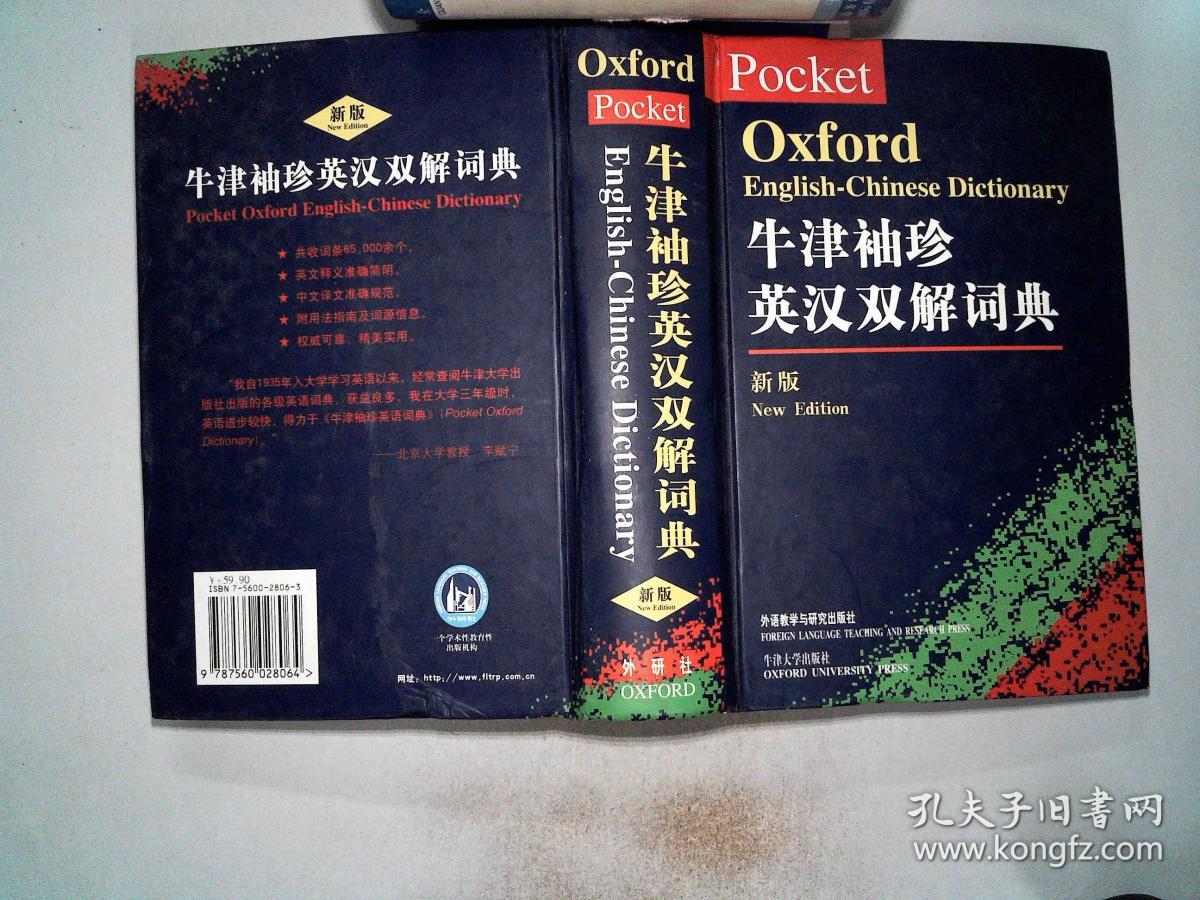 新版
New Edition
牛津袖珍英汉双解词典
Pocket Oxford English-Chinese Dictionary
★ 共收词条65,000余个。
★ 英文释义准确简明。
★ 中文译文准确规范。
★ 附用法指南及词源信息。
★ 权威可靠，精美实用。
“我自1935年入大学学习英语以来，经常查阅牛津大学出
版社出版的各级英语词典，获益良多。我在大学三年级时，
英语进步较快，得力于《牛津袖珍英语词典》(Pocket Oxford
Dictionary)。”
——北京大学教授 李赋宁
￥:59.90
ISBN 7-5600-2806-3
9 787560 028064>
一个学术性教育性
出版机构
网址：http://www.fltrp.com.cn
Oxford
Pocket
牛津袖珍英汉双解词典
English-Chinese Dictionary
新版
New Edition
外研社
OXFORD
Pocket
Oxford
English-Chinese Dictionary
牛津袖珍
英汉双解词典
新版
New Edition
外语教学与研究出版社
FOREIGN LANGUAGE TEACHING AND RESEARCH PRESS
牛津大学出版社
OXFORD UNIVERSITY PRESS
孔夫子旧书网
www.kongfz.com